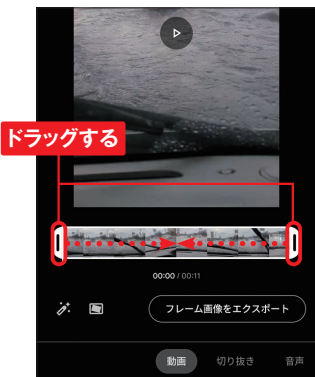 ドラッグする
00:00 / 00:11
フレーム画像をエクスポート
動画
切り抜き
音声